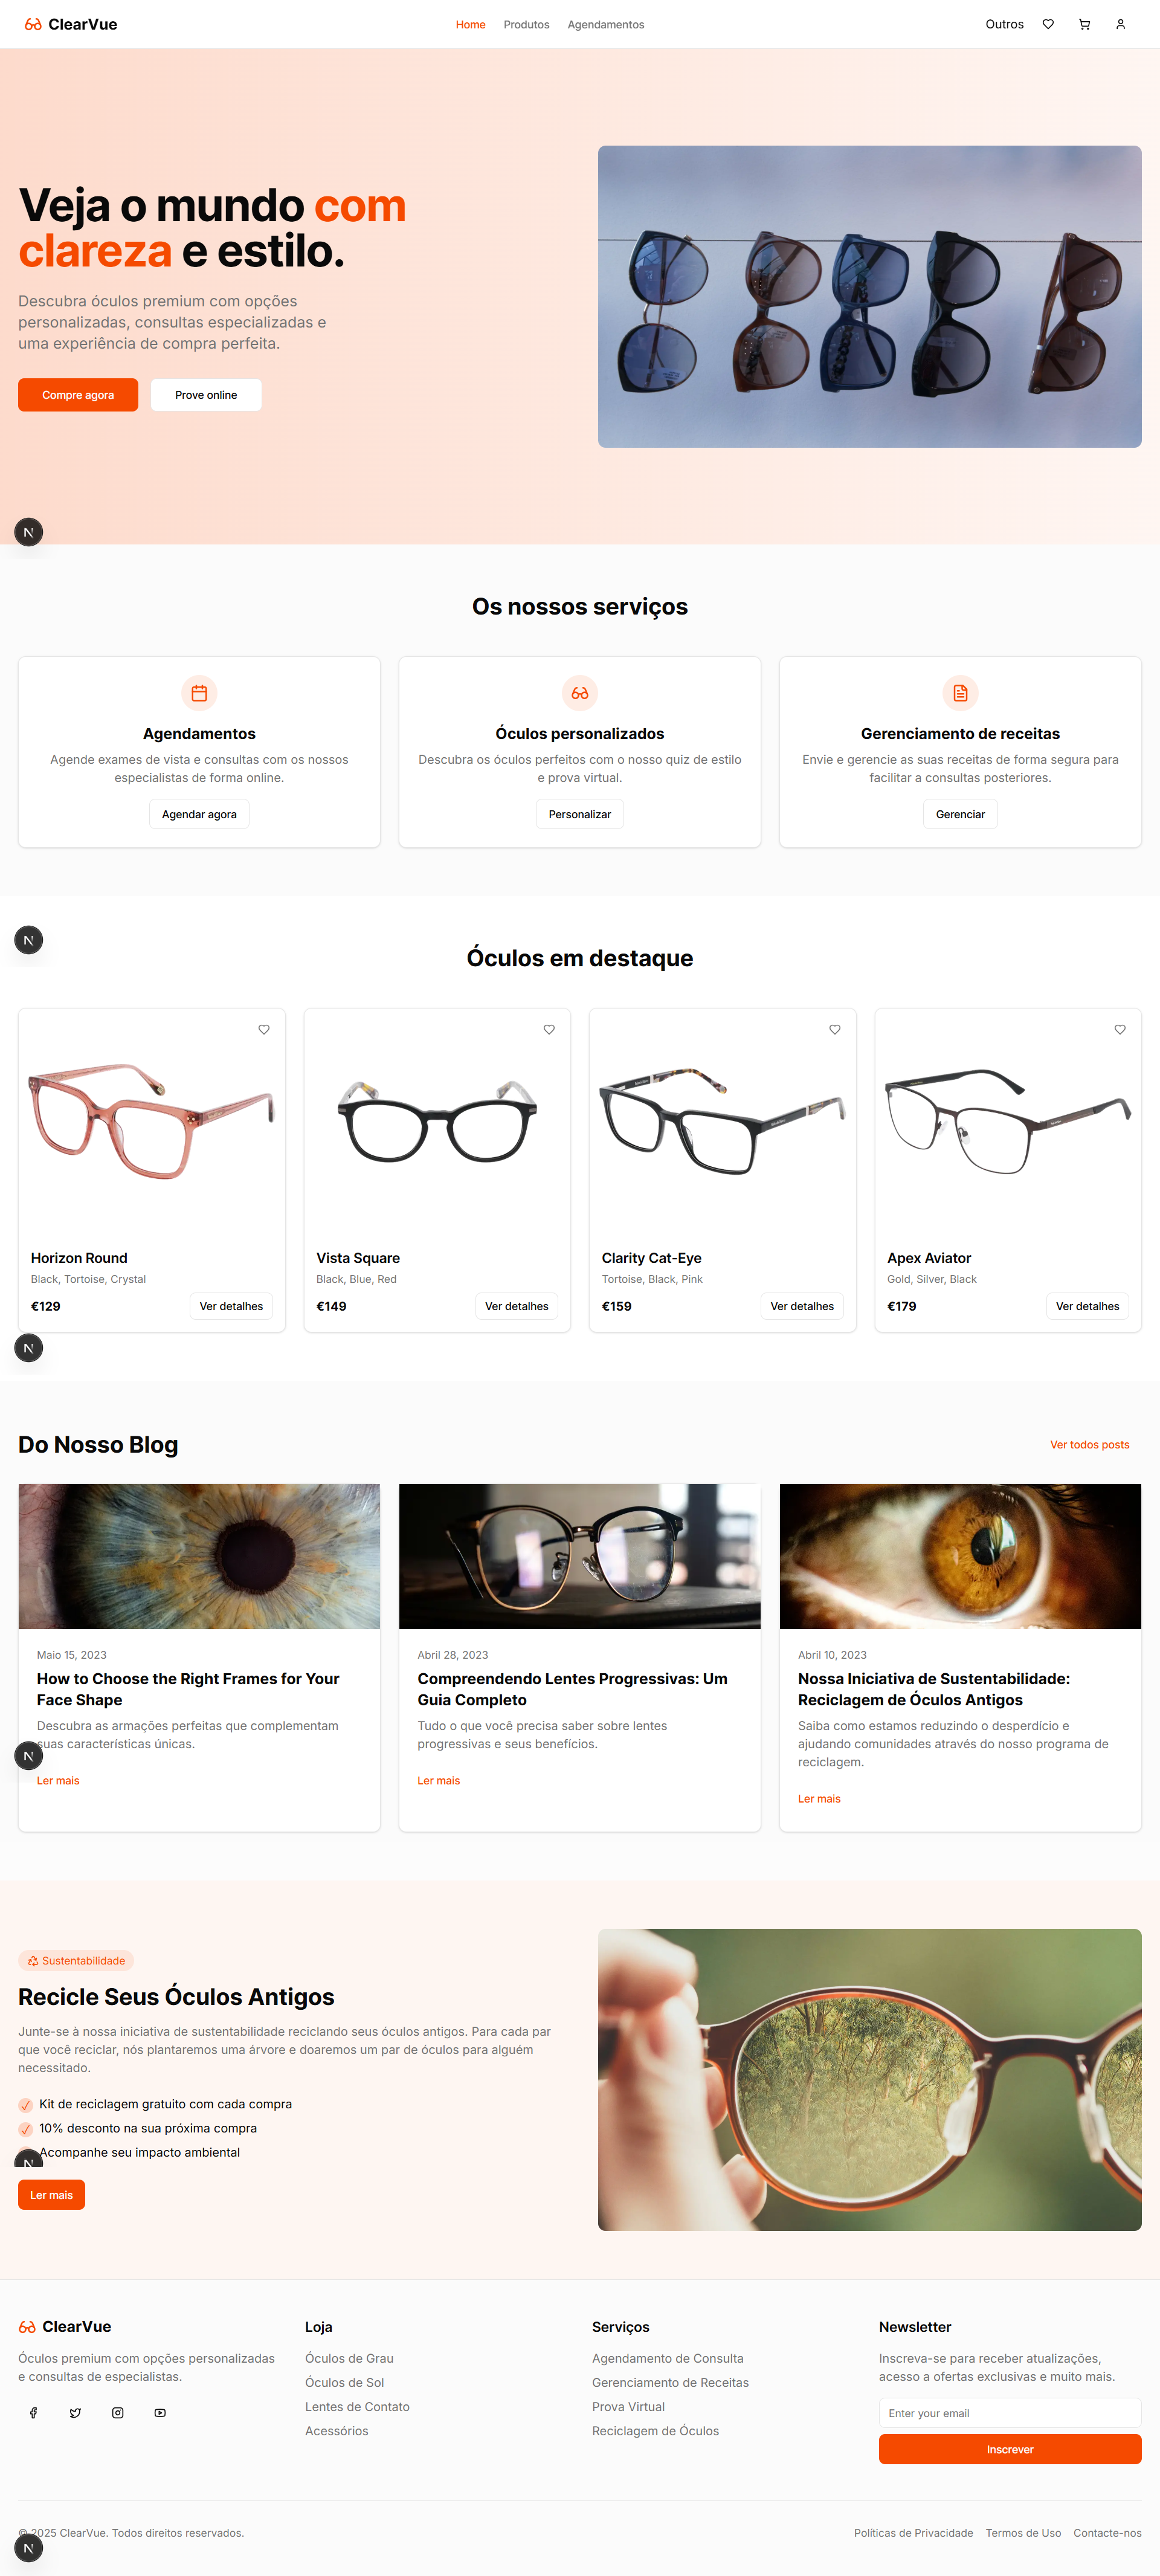 ClearVue
Home
Produtos
Agendamentos
Outros
Veja o mundo com
clareza e estilo.
Descubra óculos premium com opções
personalizadas, consultas especializadas e
uma experiência de compra perfeita.
Compre agora
Prove online
N
Os nossos serviços
Agendamentos
Agende exames de vista e consultas com os nossos
especialistas de forma online.
Agendar agora
Óculos personalizados
Descubra os óculos perfeitos com o nosso quiz de estilo
e prova virtual.
Personalizar
Gerenciamento de receitas
Envie e gerencie as suas receitas de forma segura para
facilitar a consultas posteriores.
Gerenciar
N
Óculos em destaque
Horizon Round
Black, Tortoise, Crystal
€129
Ver detalhes
Vista Square
Black, Blue, Red
€149
Ver detalhes
Clarity Cat-Eye
Tortoise, Black, Pink
€159
Ver detalhes
Apex Aviator
Gold, Silver, Black
€179
Ver detalhes
N
Do Nosso Blog
Ver todos posts
Maio 15, 2023
How to Choose the Right Frames for Your
Face Shape
Descubra as armações perfeitas que complementam
suas características únicas.
N
Ler mais
Abril 28, 2023
Compreendendo Lentes Progressivas: Um
Guia Completo
Tudo o que você precisa saber sobre lentes
progressivas e seus benefícios.
Ler mais
Abril 10, 2023
Nossa Iniciativa de Sustentabilidade:
Reciclagem de Óculos Antigos
Saiba como estamos reduzindo o desperdício e
ajudando comunidades através do nosso programa de
reciclagem.
Ler mais
Sustentabilidade
Recicle Seus Óculos Antigos
Junte-se à nossa iniciativa de sustentabilidade reciclando seus óculos antigos. Para cada par
que você reciclar, nós plantaremos uma árvore e doaremos um par de óculos para alguém
necessitado.
Kit de reciclagem gratuito com cada compra
10% desconto na sua próxima compra
Acompanhe seu impacto ambiental
N
Ler mais
ClearVue
Óculos premium com opções personalizadas
e consultas de especialistas.
Loja
Óculos de Grau
Óculos de Sol
Lentes de Contato
Acessórios
Serviços
Agendamento de Consulta
Gerenciamento de Receitas
Prova Virtual
Reciclagem de Óculos
Newsletter
Inscreva-se para receber atualizações,
acesso a ofertas exclusivas e muito mais.
Enter your email
Inscrever
© 2025 ClearVue. Todos direitos reservados.
Políticas de Privacidade
Termos de Uso
Contacte-nos
N